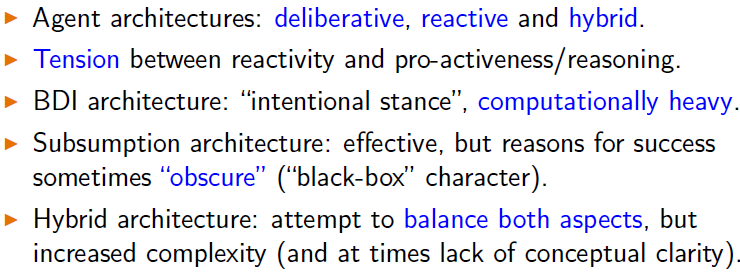 ▶ Agent architectures: deliberative, reactive and hybrid.
▶ Tension between reactivity and pro-activeness/reasoning.
▶ BDI architecture: “intentional stance”, computationally heavy.
▶ Subsumption architecture: effective, but reasons for success
sometimes “obscure” (“black-box” character).
▶ Hybrid architecture: attempt to balance both aspects, but
increased complexity (and at times lack of conceptual clarity).